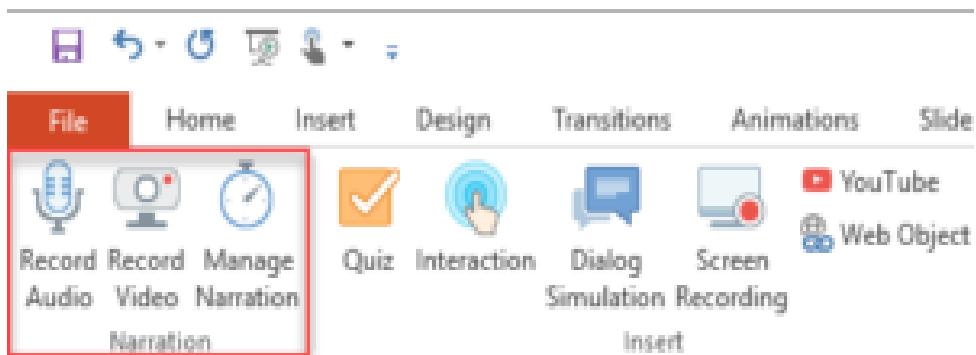 File Home Insert Design Transitions Animations Slide
Record Record Manage Quiz Interaction Dialog Screen YouTube
Audio Video Narration Simulation Recording Web Object
Narration Insert